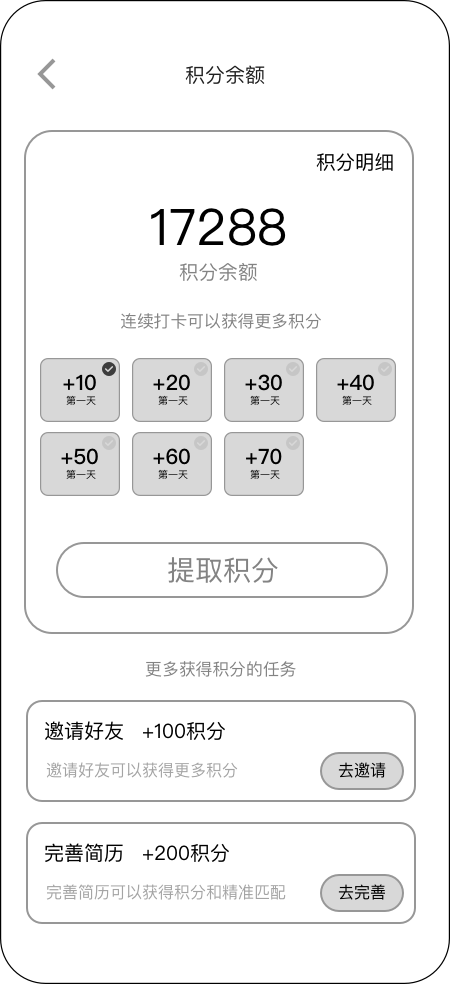 积分余额
积分明细
17288
积分余额
连续打卡可以获得更多积分
+10 +20 +30 +40
第一天 第一天 第一天 第一天
+50 +60 +70
第一天 第一天 第一天
提取积分
更多获得积分的任务
邀请好友 +100积分
邀请好友可以获得更多积分
去邀请
完善简历 +200积分
完善简历可以获得积分和精准匹配
去完善